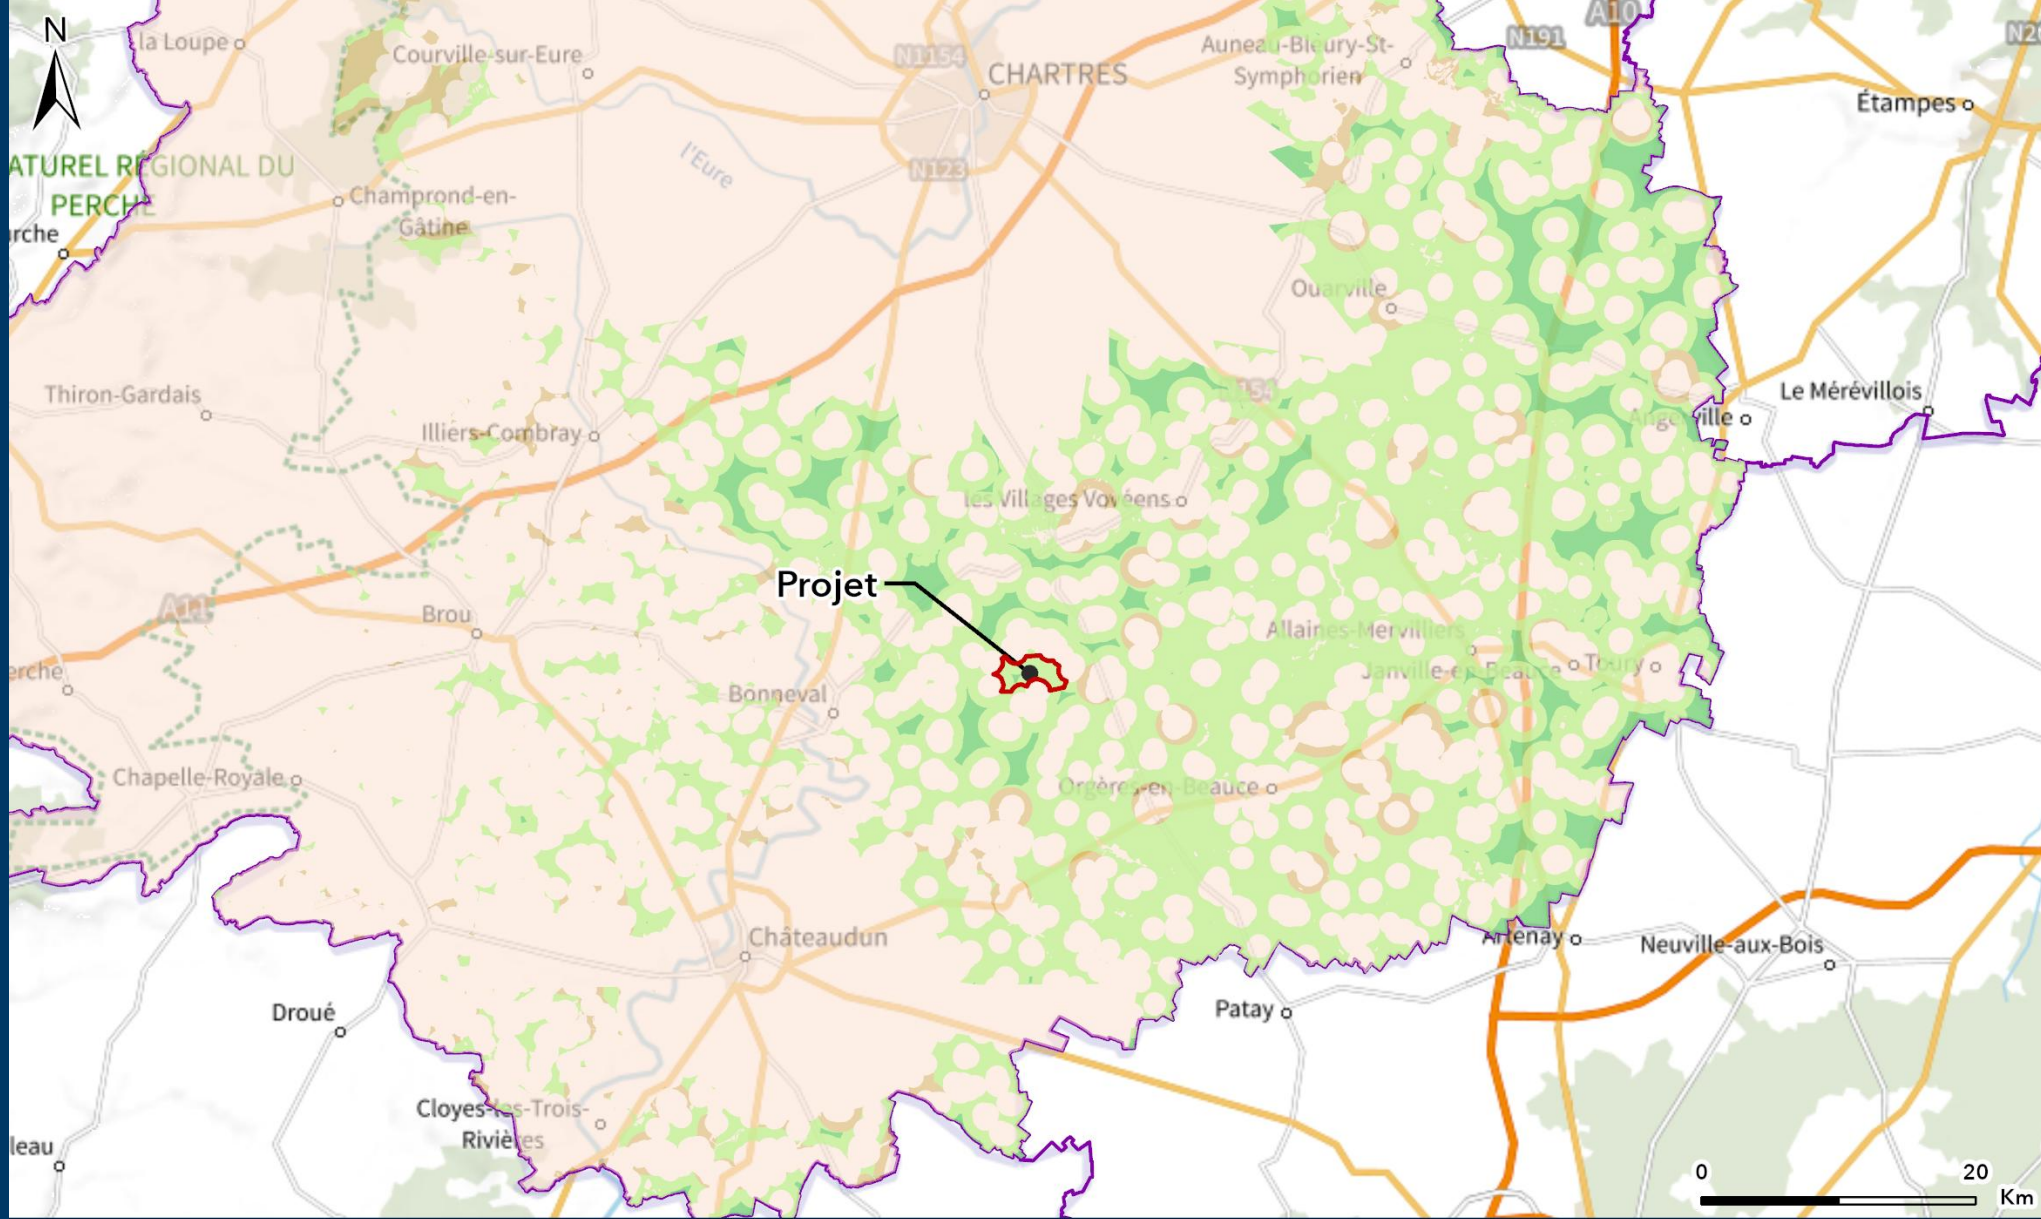 N
la Loupe
Courville-sur-Eure
N1154
CHARTRES
Auneau-Bleury-St-
Symphorien
N191
A10
Étampes
ATUREL RÉGIONAL DU
PERCHE
l'Eure
N123
Champrond-en-
Gâtine
Ouarville
Thiron-Gardais
Illiers-Combray
Le Mérévillois
les Villages Vovéens
Projet
A11
Brou
Allaines-Mervilliers
Janville-en-Beauce
Toury
Bonneval
Chapelle-Royale
Orgères-en-Beauce
Châteaudun
Artenay
Neuville-aux-Bois
Droué
Patay
Cloyes-les-Trois-
Rivières
leau
0
20
Km